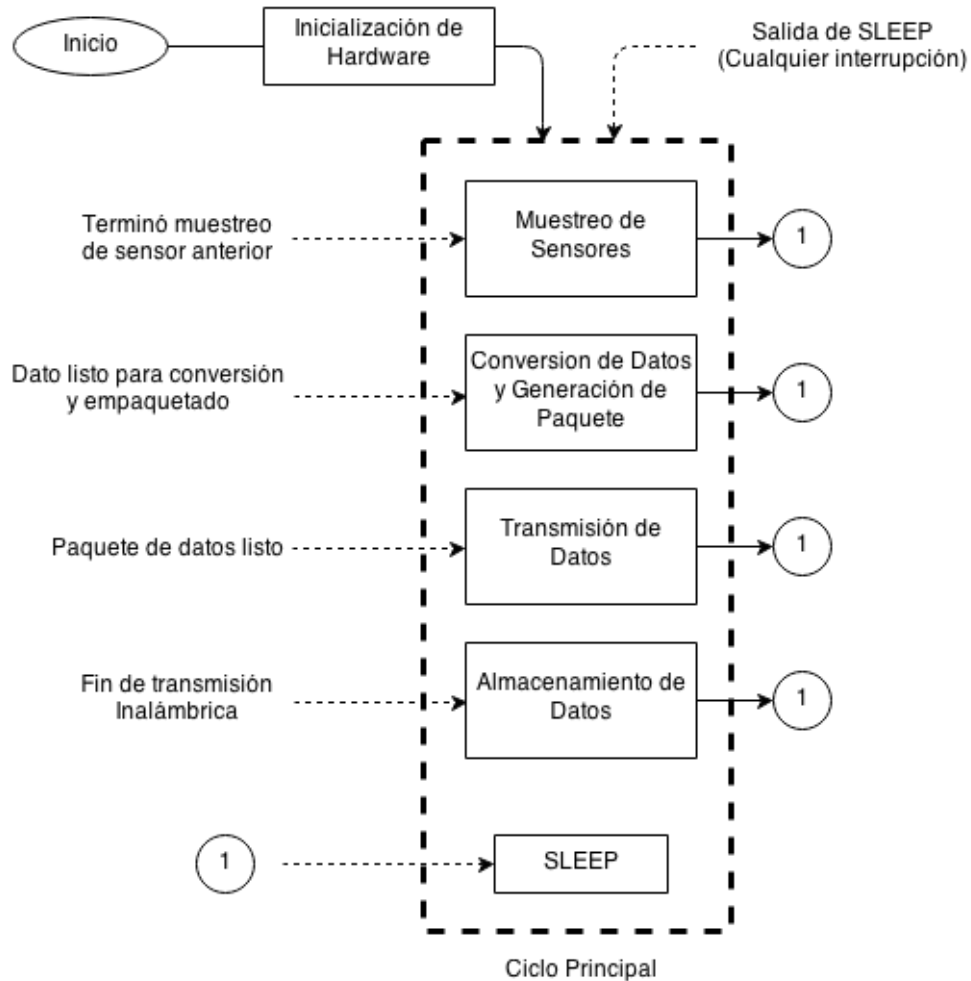 Inicio
Inicialización de
Hardware
Salida de SLEEP
(Cualquier interrupción)
Terminó muestreo
de sensor anterior
Muestreo de
Sensores
1
Dato listo para conversión
y empaquetado
Conversion de Datos
y Generación de
Paquete
1
Paquete de datos listo
Transmisión de
Datos
1
Fin de transmisión
Inalámbrica
Almacenamiento de
Datos
1
1
SLEEP
Ciclo Principal